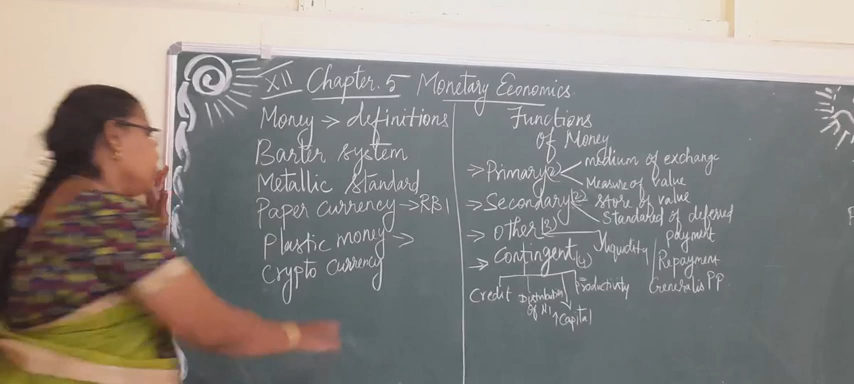 XII Chapter.5 Monetary Economics
Money → definitions
Barter system
Metallic standard
Paper currency → RBI
Plastic money →
Crypto currency
Functions
of Money
→ Primary(2) medium of exchange
Measure of value
→ Secondary(2) store of value
Standared of deferred
payment
→ Other(3) liquidity
Repayment
Generalis PP
→ Contingent(4)
Credit
Distribution
of NI
↑Capital
Productivity